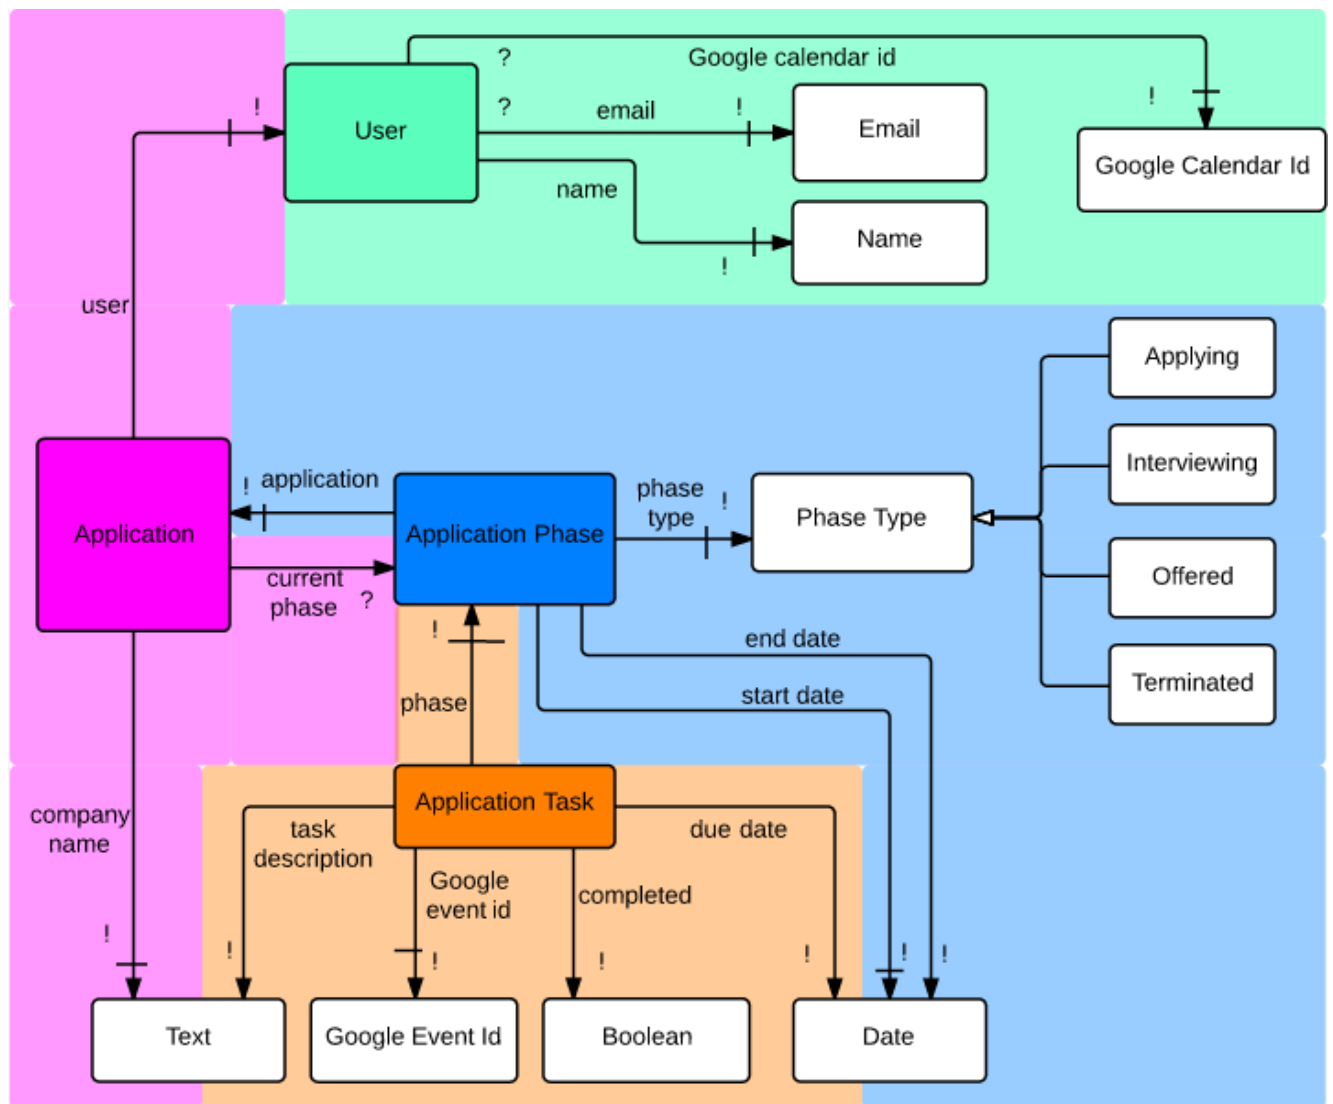 ?
Google calendar id
!
!
?
email
!
User
Email
Google Calendar Id
name
Name
!
user
Applying
Interviewing
!
application
phase
type
!
Application
Application Phase
Phase Type
current
phase
?
Offered
!
end date
Terminated
phase
start date
Application Task
company
name
task
description
due date
Google
event id
completed
!
!
!
!
!
!
!
Text
Google Event Id
Boolean
Date